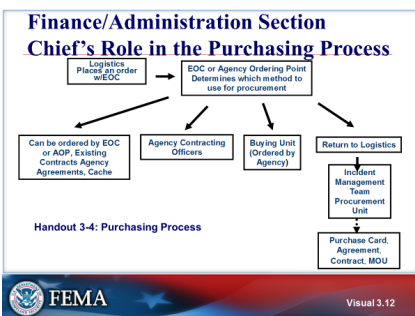 Finance/Administration Section
Chief's Role in the Purchasing Process
Logistics
Places an order
w/EOC
EOC or Agency Ordering Point
Determines which method to
use for procurement
Can be ordered by EOC
or AOP, Existing
Contracts Agency
Agreements, Cache
Agency Contracting
Officers
Buying Unit
(Ordered by
Agency)
Return to Logistics
Incident
Management
Team
Procurement
Unit
Handout 3-4: Purchasing Process
Purchase Card,
Agreement,
Contract, MOU
FEMA
Visual 3.12